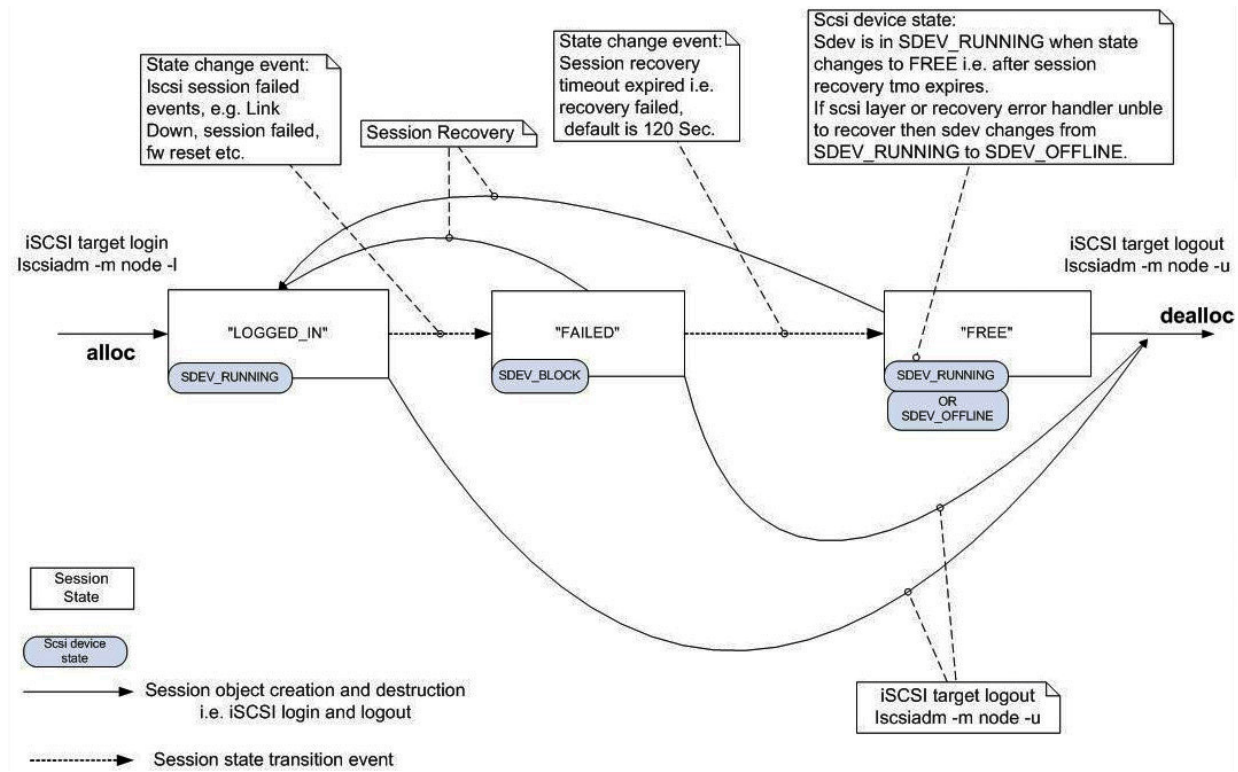 State change event:
Iscsi session failed
events, e.g. Link
Down, session failed,
fw reset etc.
Session Recovery
State change event:
Session recovery
timeout expired i.e.
recovery failed,
default is 120 Sec.
Scsi device state:
Sdev is in SDEV_RUNNING when state
changes to FREE i.e. after session
recovery tmo expires.
If scsi layer or recovery error handler unble
to recover then sdev changes from
SDEV_RUNNING to SDEV_OFFLINE.
iSCSI target login
Iscsiadm -m node -l
iSCSI target logout
Iscsiadm -m node -u
alloc
"LOGGED_IN"
SDEV_RUNNING
"FAILED"
SDEV_BLOCK
"FREE"
SDEV_RUNNING
OR
SDEV_OFFLINE
dealloc
Session
State
Scsi device
state
Session object creation and destruction
i.e. iSCSI login and logout
Session state transition event
iSCSI target logout
Iscsiadm -m node -u